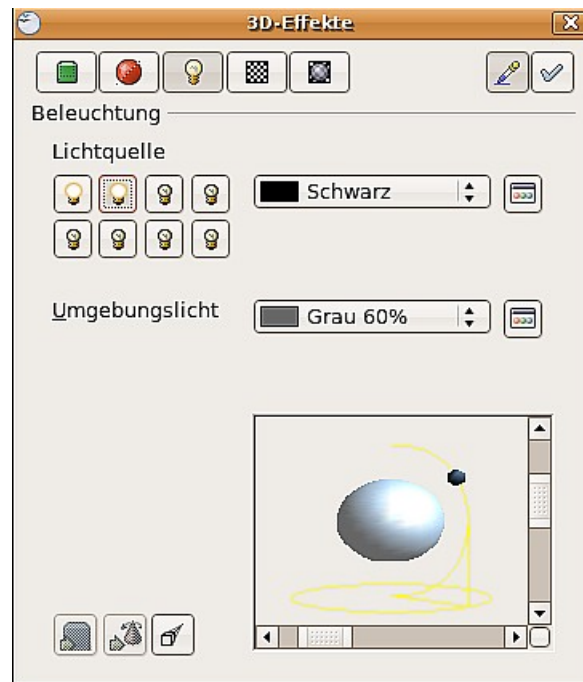 3D-Effekte
Beleuchtung
Lichtquelle
Schwarz
Umgebungslicht
Grau 60%